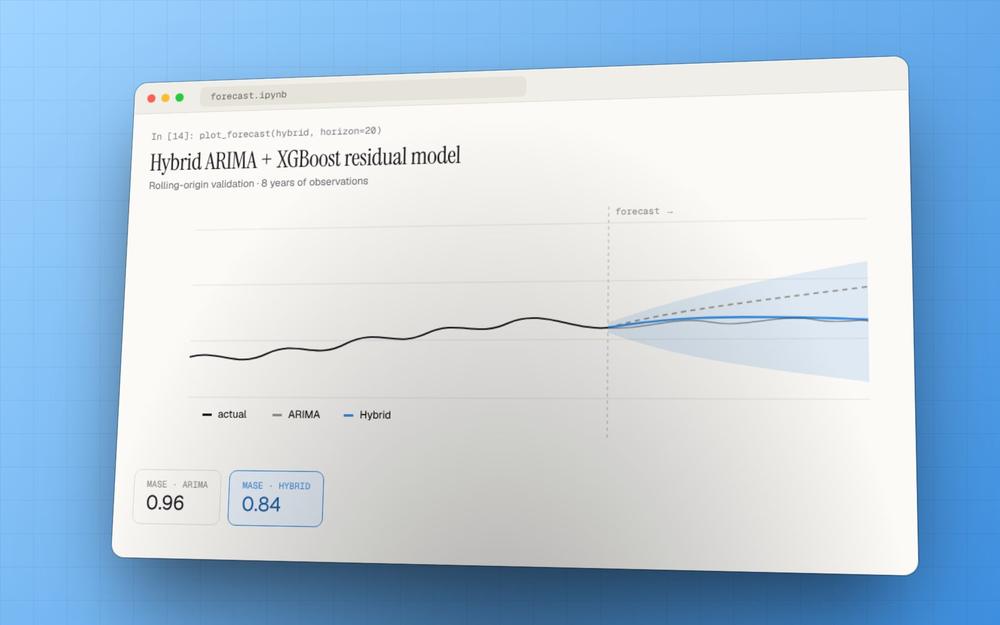 forecast.ipynb
In [14]: plot_forecast(hybrid, horizon=20)
Hybrid ARIMA + XGBoost residual model
Rolling-origin validation · 8 years of observations
forecast →
actual ARIMA Hybrid
MASE · ARIMA
0.96
MASE · HYBRID
0.84